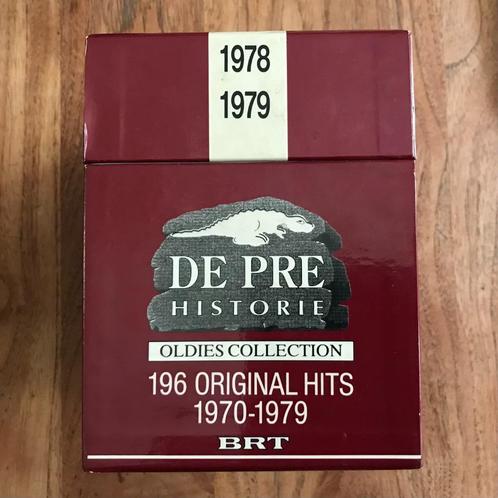 1978
1979
DE PRE
HISTORIE
OLDIES COLLECTION
196 ORIGINAL HITS
1970-1979
BRT